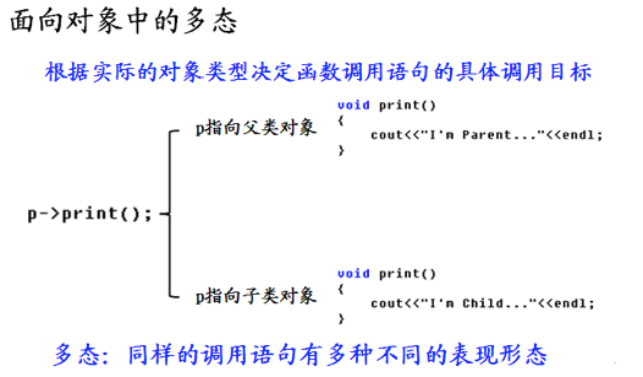 面向对象中的多态
根据实际的对象类型决定函数调用语句的具体调用目标
void print()
{
p指向父类对象
cout<<"I'm Parent..."<<endl;
}
p->print();
void print()
{
p指向子类对象
cout<<"I'm Child..."<<endl;
}
多态：同样的调用语句有多种不同的表现形态